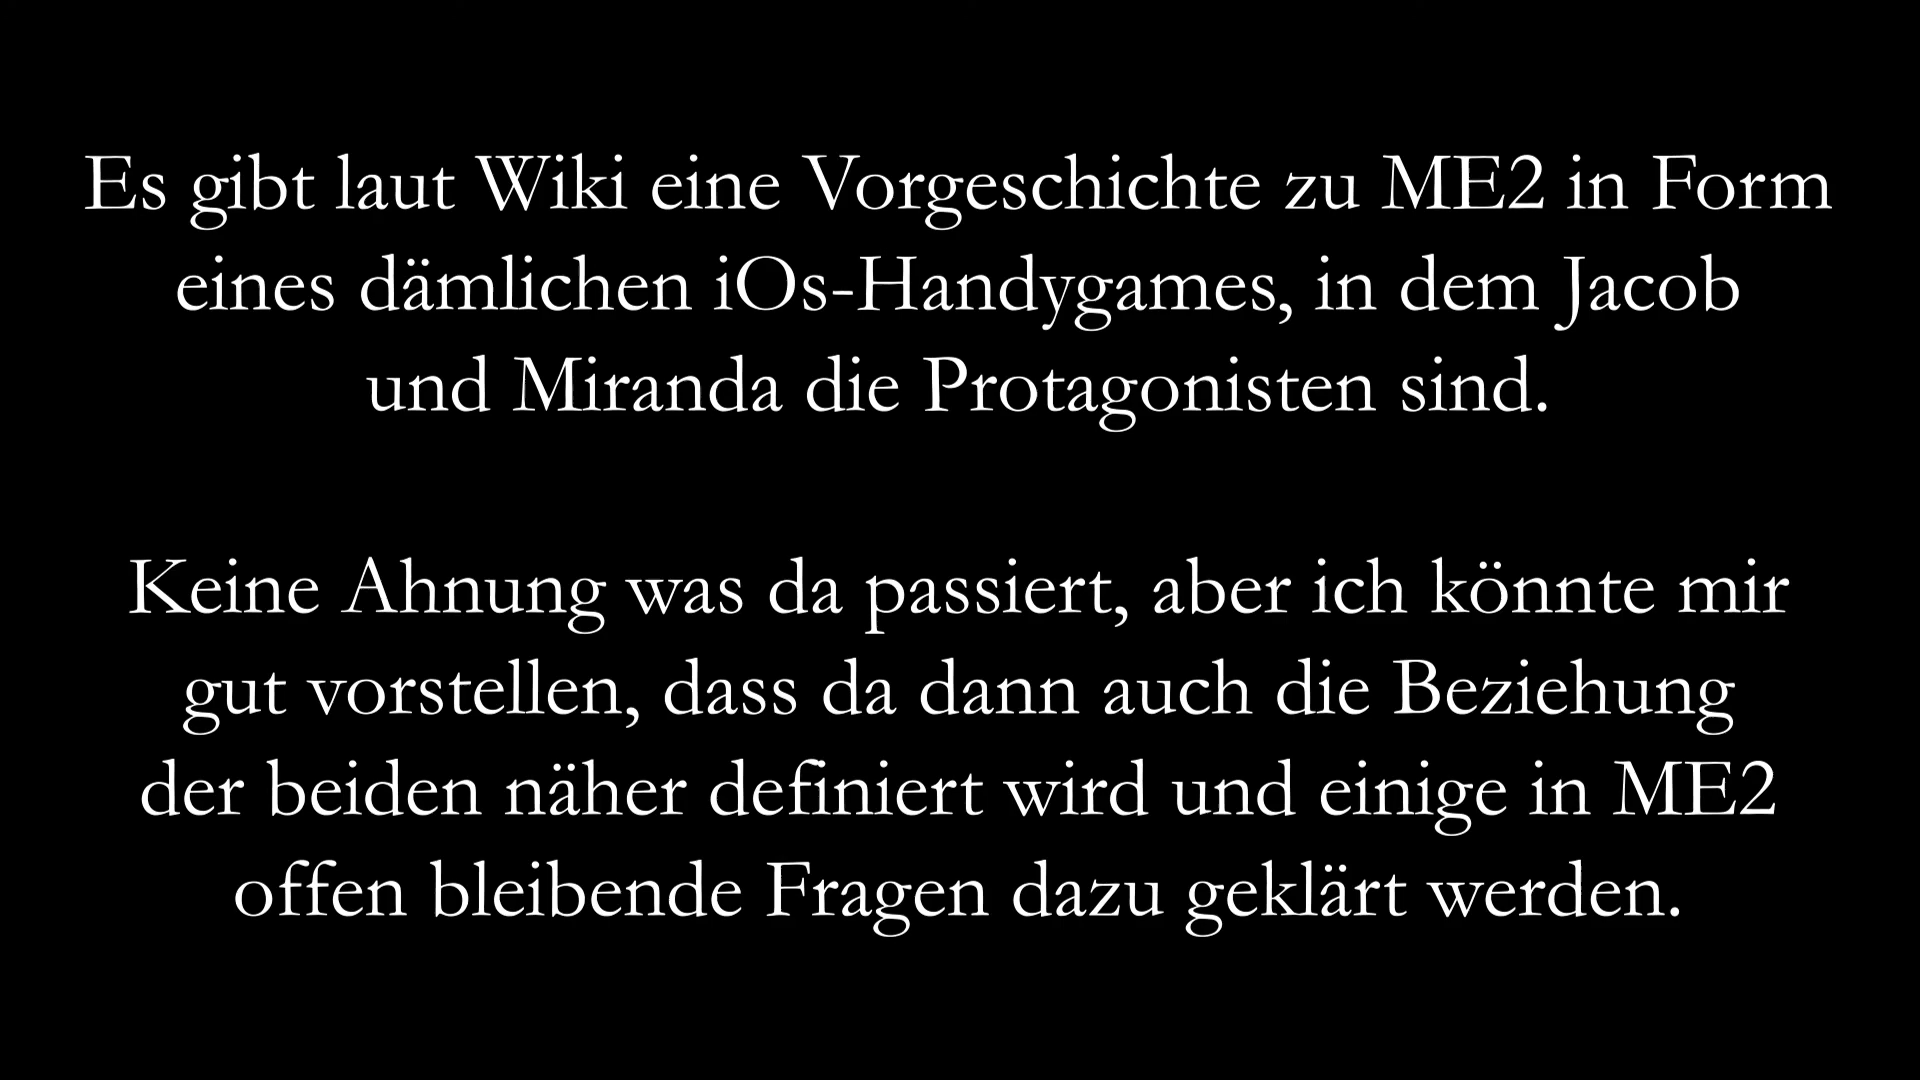 Es gibt laut Wiki eine Vorgeschichte zu ME2 in Form
eines dämlichen iOs-Handygames, in dem Jacob
und Miranda die Protagonisten sind.
Keine Ahnung was da passiert, aber ich könnte mir
gut vorstellen, dass da dann auch die Beziehung
der beiden näher definiert wird und einige in ME2
offen bleibende Fragen dazu geklärt werden.